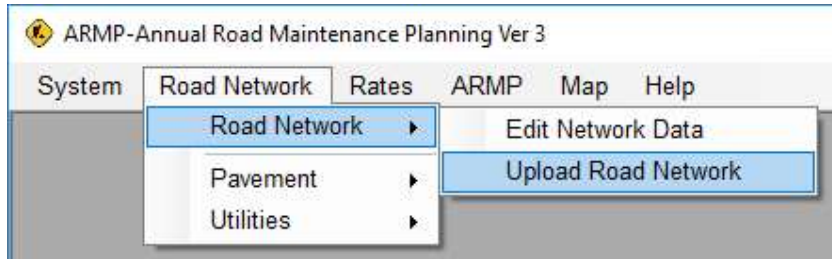 ARMP-Annual Road Maintenance Planning Ver 3
System Road Network Rates ARMP Map Help
Road Network Edit Network Data
Upload Road Network
Pavement
Utilities